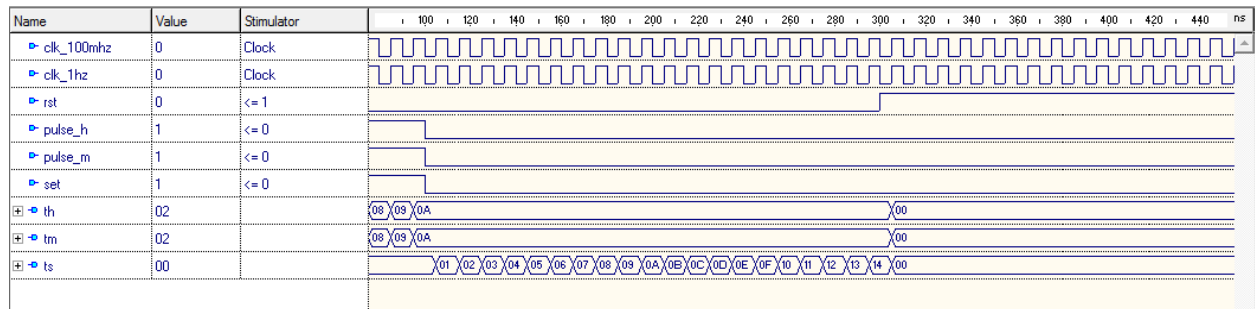 Name Value Stimulator 100 120 140 160 180 200 220 240 260 280 300 320 340 360 380 400 420 440 ns
clk_100mhz 0 Clock
clk_1hz 0 Clock
rst 0 <= 1
pulse_h 1 <= 0
pulse_m 1 <= 0
set 1 <= 0
th 02 08 09 0A 00
tm 02 08 09 0A 00
ts 00 01 02 03 04 05 06 07 08 09 0A 0B 0C 0D 0E 0F 10 11 12 13 14 00